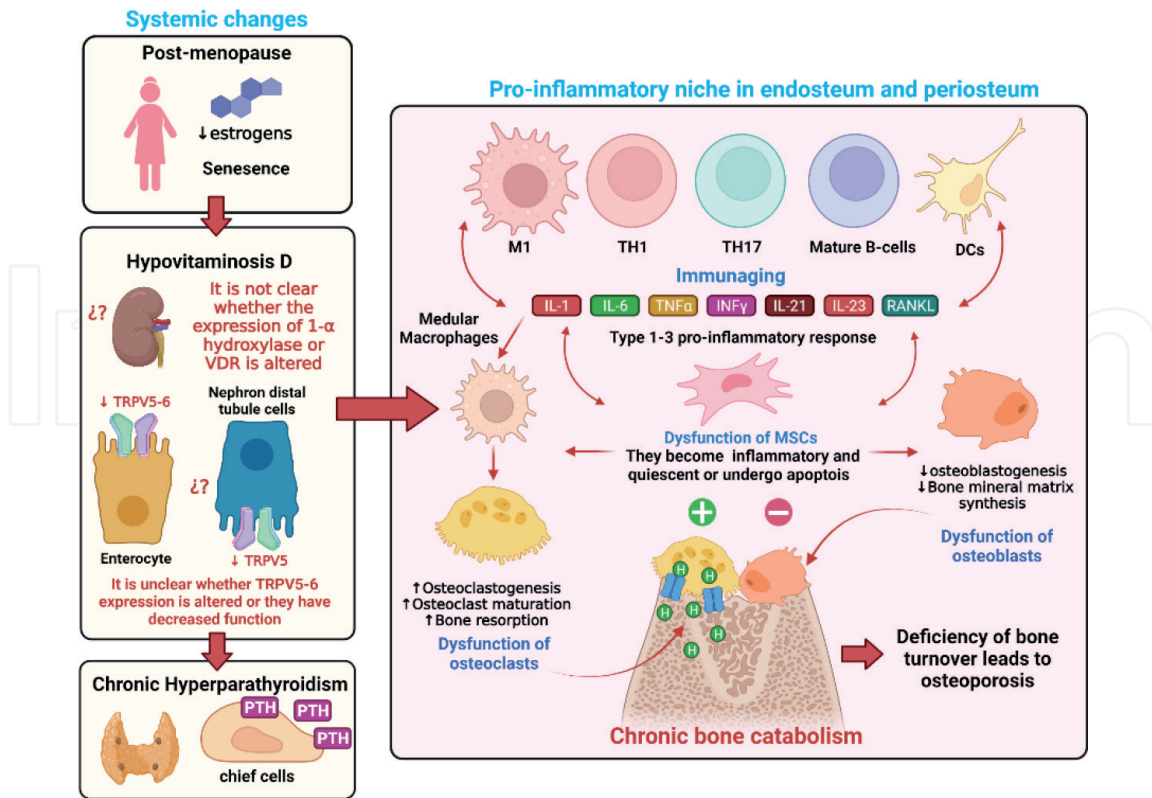 Systemic changes
Post-menopause
↓estrogens
Senesence
Hypovitaminosis D
¿?
It is not clear
whether the
expression of 1-α
hydroxylase or
VDR is altered
↓ TRPV5-6
Nephron distal
tubule cells
¿?
Enterocyte
↓ TRPV5
It is unclear whether TRPV5-6
expression is altered or they have
decreased function
Chronic Hyperparathyroidism
PTH
PTH
PTH
chief cells
Pro-inflammatory niche in endosteum and periosteum
M1
TH1
TH17
Mature B-cells
DCs
Immunaging
IL-1
IL-6
TNFα
INFγ
IL-21
IL-23
RANKL
Type 1-3 pro-inflammatory response
Medular
Macrophages
Dysfunction of MSCs
They become inflammatory and
quiescent or undergo apoptois
↓osteoblastogenesis
↓Bone mineral matrix
synthesis
Dysfunction of
osteoblasts
↑Osteoclastogenesis
↑Osteoclast maturation
↑Bone resorption
Dysfunction of
osteoclasts
+
−
H
H
H
H
H
H
Deficiency of bone
turnover leads to
osteoporosis
Chronic bone catabolism